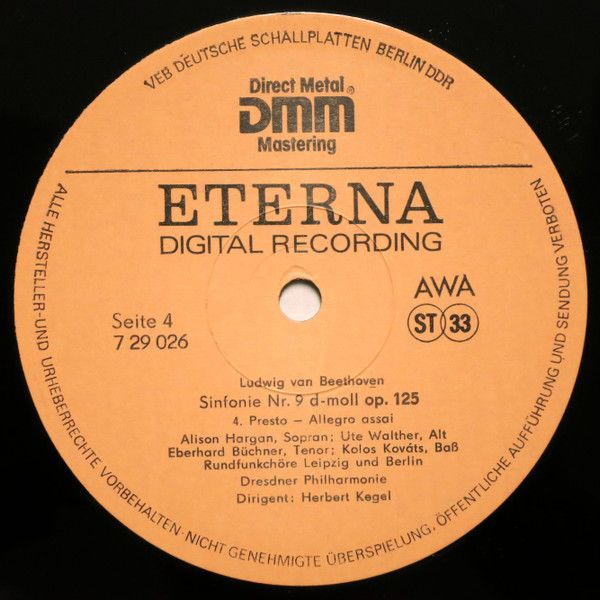 VEB DEUTSCHE SCHALLPLATTEN BERLIN DDR
Direct Metal
DMM®
Mastering
ETERNA
DIGITAL RECORDING
AWA
ST 33
Seite 4
7 29 026
Ludwig van Beethoven
Sinfonie Nr. 9 d-moll op. 125
4. Presto – Allegro assai
Alison Hargan, Sopran; Ute Walther, Alt
Eberhard Büchner, Tenor; Kolos Kováts, Baß
Rundfunkchöre Leipzig und Berlin
Dresdner Philharmonie
Dirigent: Herbert Kegel
ALLE HERSTELLER-UND URHEBERRECHTE VORBEHALTEN·NICHT GENEHMIGTE ÜBERSPIELUNG, ÖFFENTLICHE AUFFÜHRUNG UND SENDUNG VERBOTEN